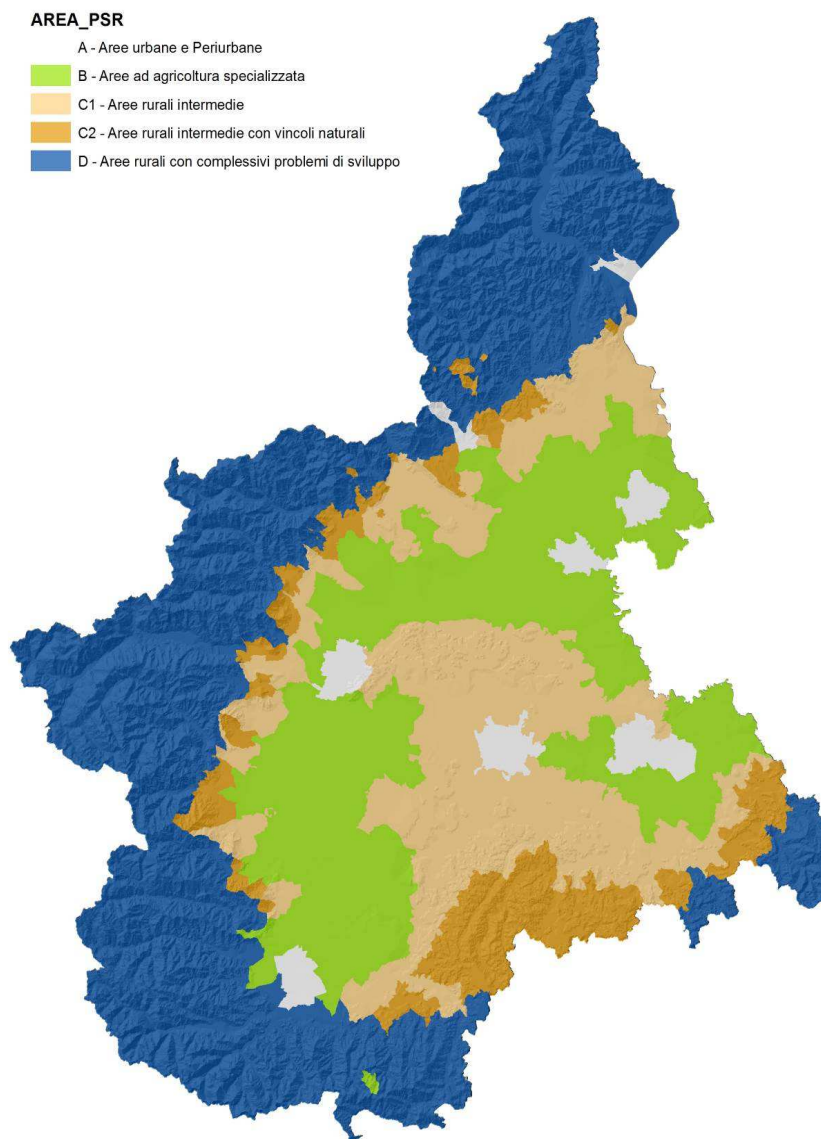 AREA_PSR
A - Aree urbane e Periurbane
B - Aree ad agricoltura specializzata
C1 - Aree rurali intermedie
C2 - Aree rurali intermedie con vincoli naturali
D - Aree rurali con complessivi problemi di sviluppo